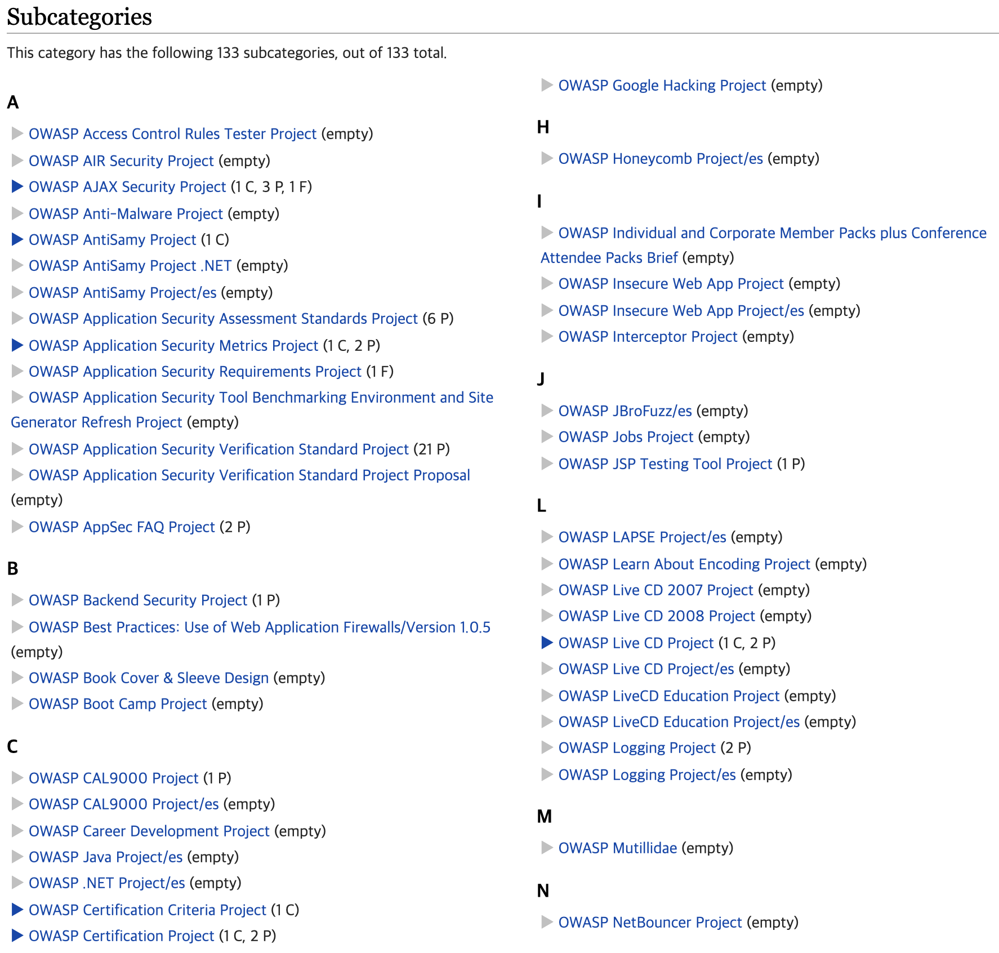 Subcategories
This category has the following 133 subcategories, out of 133 total.
A
OWASP Access Control Rules Tester Project (empty)
OWASP AIR Security Project (empty)
OWASP AJAX Security Project (1 C, 3 P, 1 F)
OWASP Anti-Malware Project (empty)
OWASP AntiSamy Project (1 C)
OWASP AntiSamy Project .NET (empty)
OWASP AntiSamy Project/es (empty)
OWASP Application Security Assessment Standards Project (6 P)
OWASP Application Security Metrics Project (1 C, 2 P)
OWASP Application Security Requirements Project (1 F)
OWASP Application Security Tool Benchmarking Environment and Site
Generator Refresh Project (empty)
OWASP Application Security Verification Standard Project (21 P)
OWASP Application Security Verification Standard Project Proposal
(empty)
OWASP AppSec FAQ Project (2 P)
B
OWASP Backend Security Project (1 P)
OWASP Best Practices: Use of Web Application Firewalls/Version 1.0.5
(empty)
OWASP Book Cover & Sleeve Design (empty)
OWASP Boot Camp Project (empty)
C
OWASP CAL9000 Project (1 P)
OWASP CAL9000 Project/es (empty)
OWASP Career Development Project (empty)
OWASP Java Project/es (empty)
OWASP .NET Project/es (empty)
OWASP Certification Criteria Project (1 C)
OWASP Certification Project (1 C, 2 P)
OWASP Google Hacking Project (empty)
H
OWASP Honeycomb Project/es (empty)
I
OWASP Individual and Corporate Member Packs plus Conference
Attendee Packs Brief (empty)
OWASP Insecure Web App Project (empty)
OWASP Insecure Web App Project/es (empty)
OWASP Interceptor Project (empty)
J
OWASP JBroFuzz/es (empty)
OWASP Jobs Project (empty)
OWASP JSP Testing Tool Project (1 P)
L
OWASP LAPSE Project/es (empty)
OWASP Learn About Encoding Project (empty)
OWASP Live CD 2007 Project (empty)
OWASP Live CD 2008 Project (empty)
OWASP Live CD Project (1 C, 2 P)
OWASP Live CD Project/es (empty)
OWASP LiveCD Education Project (empty)
OWASP LiveCD Education Project/es (empty)
OWASP Logging Project (2 P)
OWASP Logging Project/es (empty)
M
OWASP Mutillidae (empty)
N
OWASP NetBouncer Project (empty)